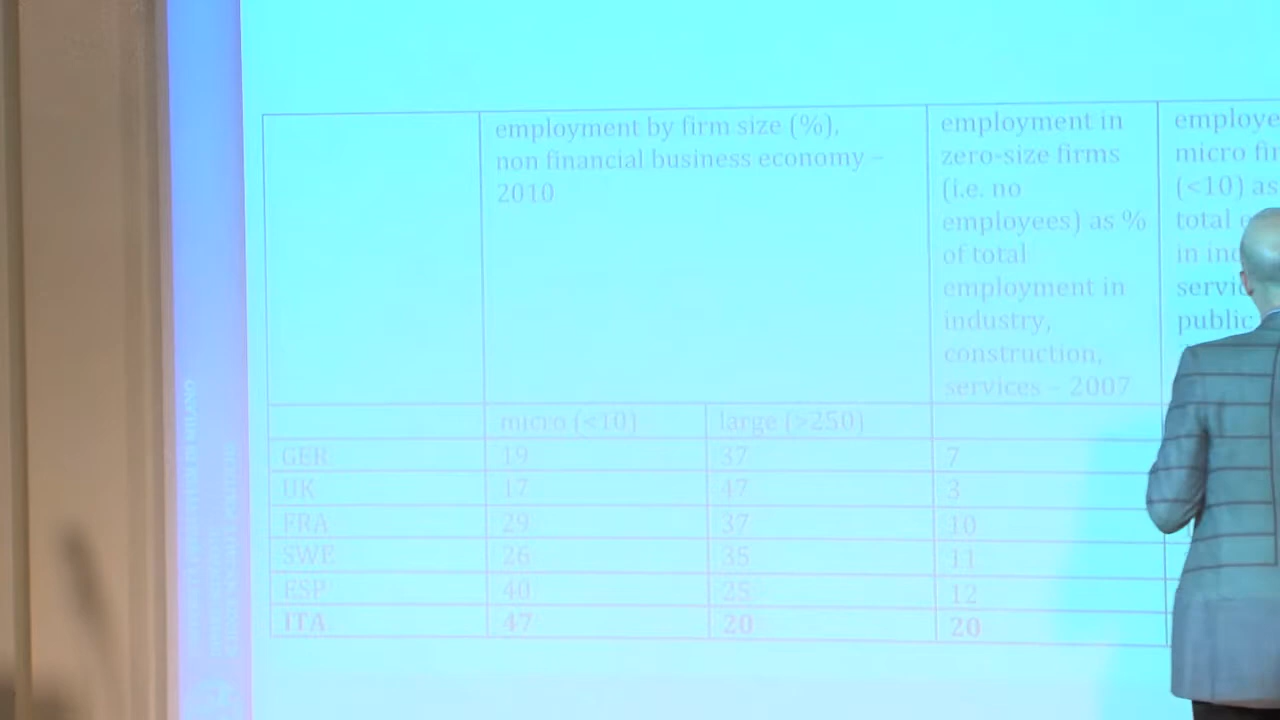 employment by firm size (%),
non financial business economy –
2010
employment in
zero-size firms
(i.e. no
employees) as %
of total
employment in
industry,
construction,
services – 2007
employe
micro fir
(<10) as
total
in
servic
public
micro (<10) large (>250)
GER 19 37 7
UK 17 47 3
FRA 29 37 10
SWE 26 35 11
ESP 40 25 12
ITA 47 20 20